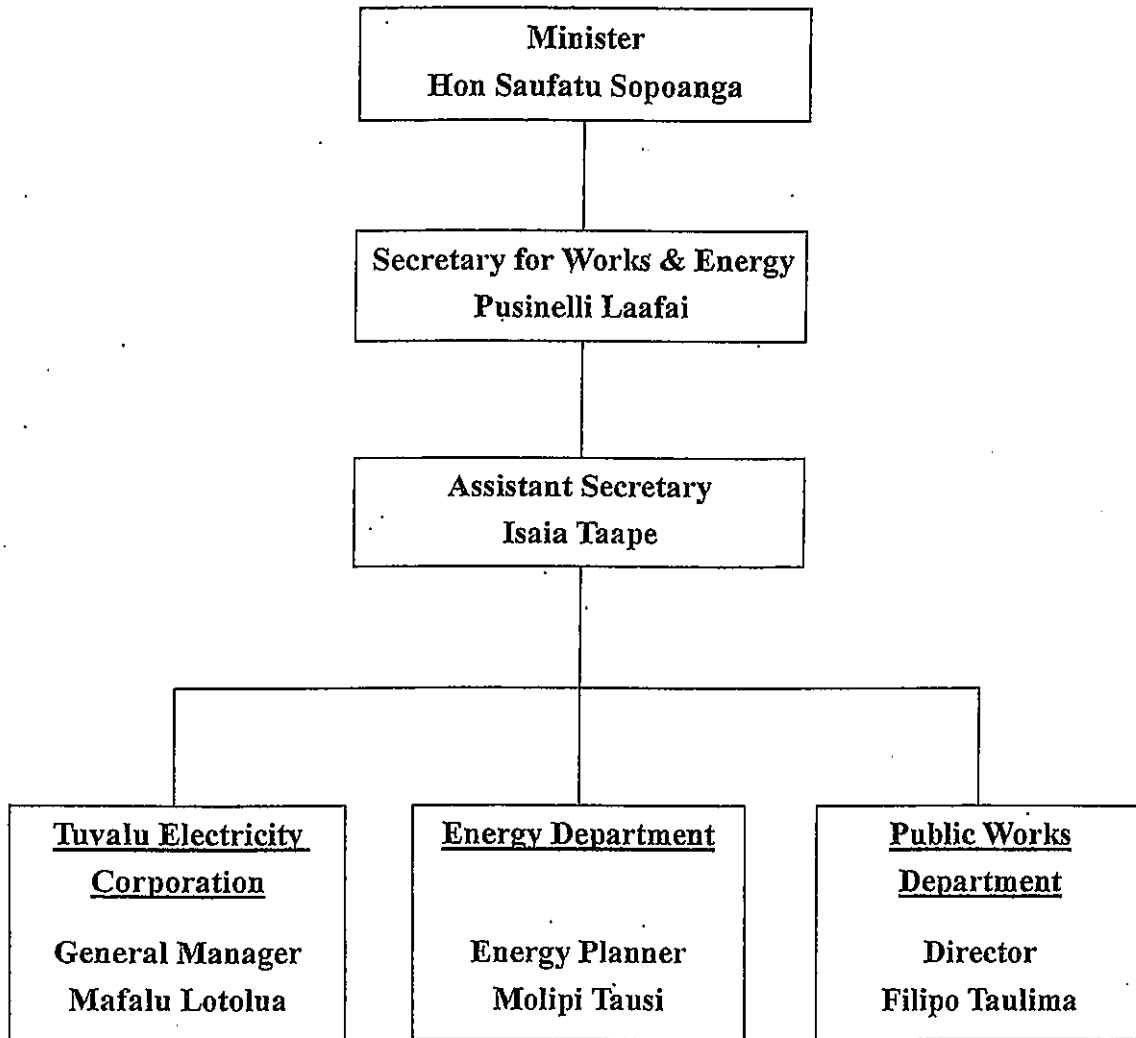 Minister
Hon Saufatu Sopoanga
Secretary for Works & Energy
Pusinelli Laafai
Assistant Secretary
Isaia Taape
Tuvalu Electricity
Corporation
General Manager
Mafalu Lotolua
Energy Department
Energy Planner
Molipi Tausi
Public Works
Department
Director
Filipo Taulima